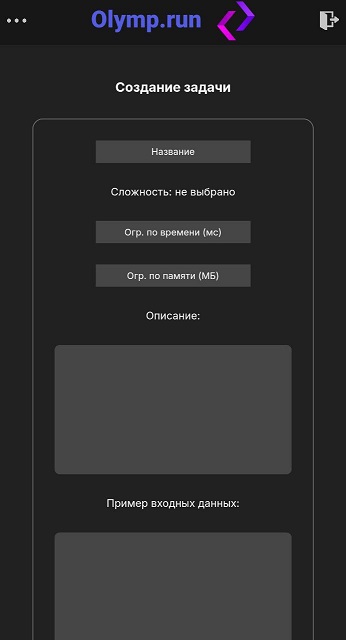 Olymp.run
Создание задачи
Название
Сложность: не выбрано
Огр. по времени (мс)
Огр. по памяти (МБ)
Описание:
Пример входных данных: